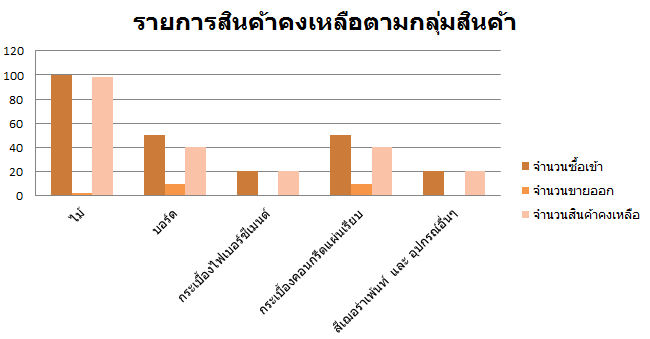 รายการสินค้าคงเหลือตามกลุ่มสินค้า
120
100
80
60
40
20
0
ไม้
บอร์ด
กระเบื้องไฟเบอร์ซีเมนต์
กระเบื้องคอนกรีตแผ่นเรียบ
สีเฌอร่าเพ้นท์ และ อุปกรณ์อื่นๆ
จำนวนซื้อเข้า
จำนวนขายออก
จำนวนสินค้าคงเหลือ